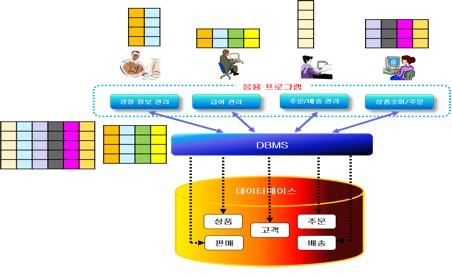 응용 프로그램
경영 정보 관리
급여 관리
주문/배송 관리
상품조회/주문
DBMS
데이터베이스
상품
고객
주문
판매
배송